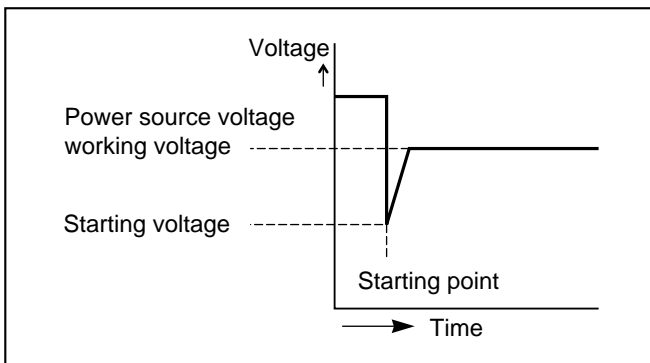 Voltage
Power source voltage
working voltage
Starting voltage
Starting point
Time